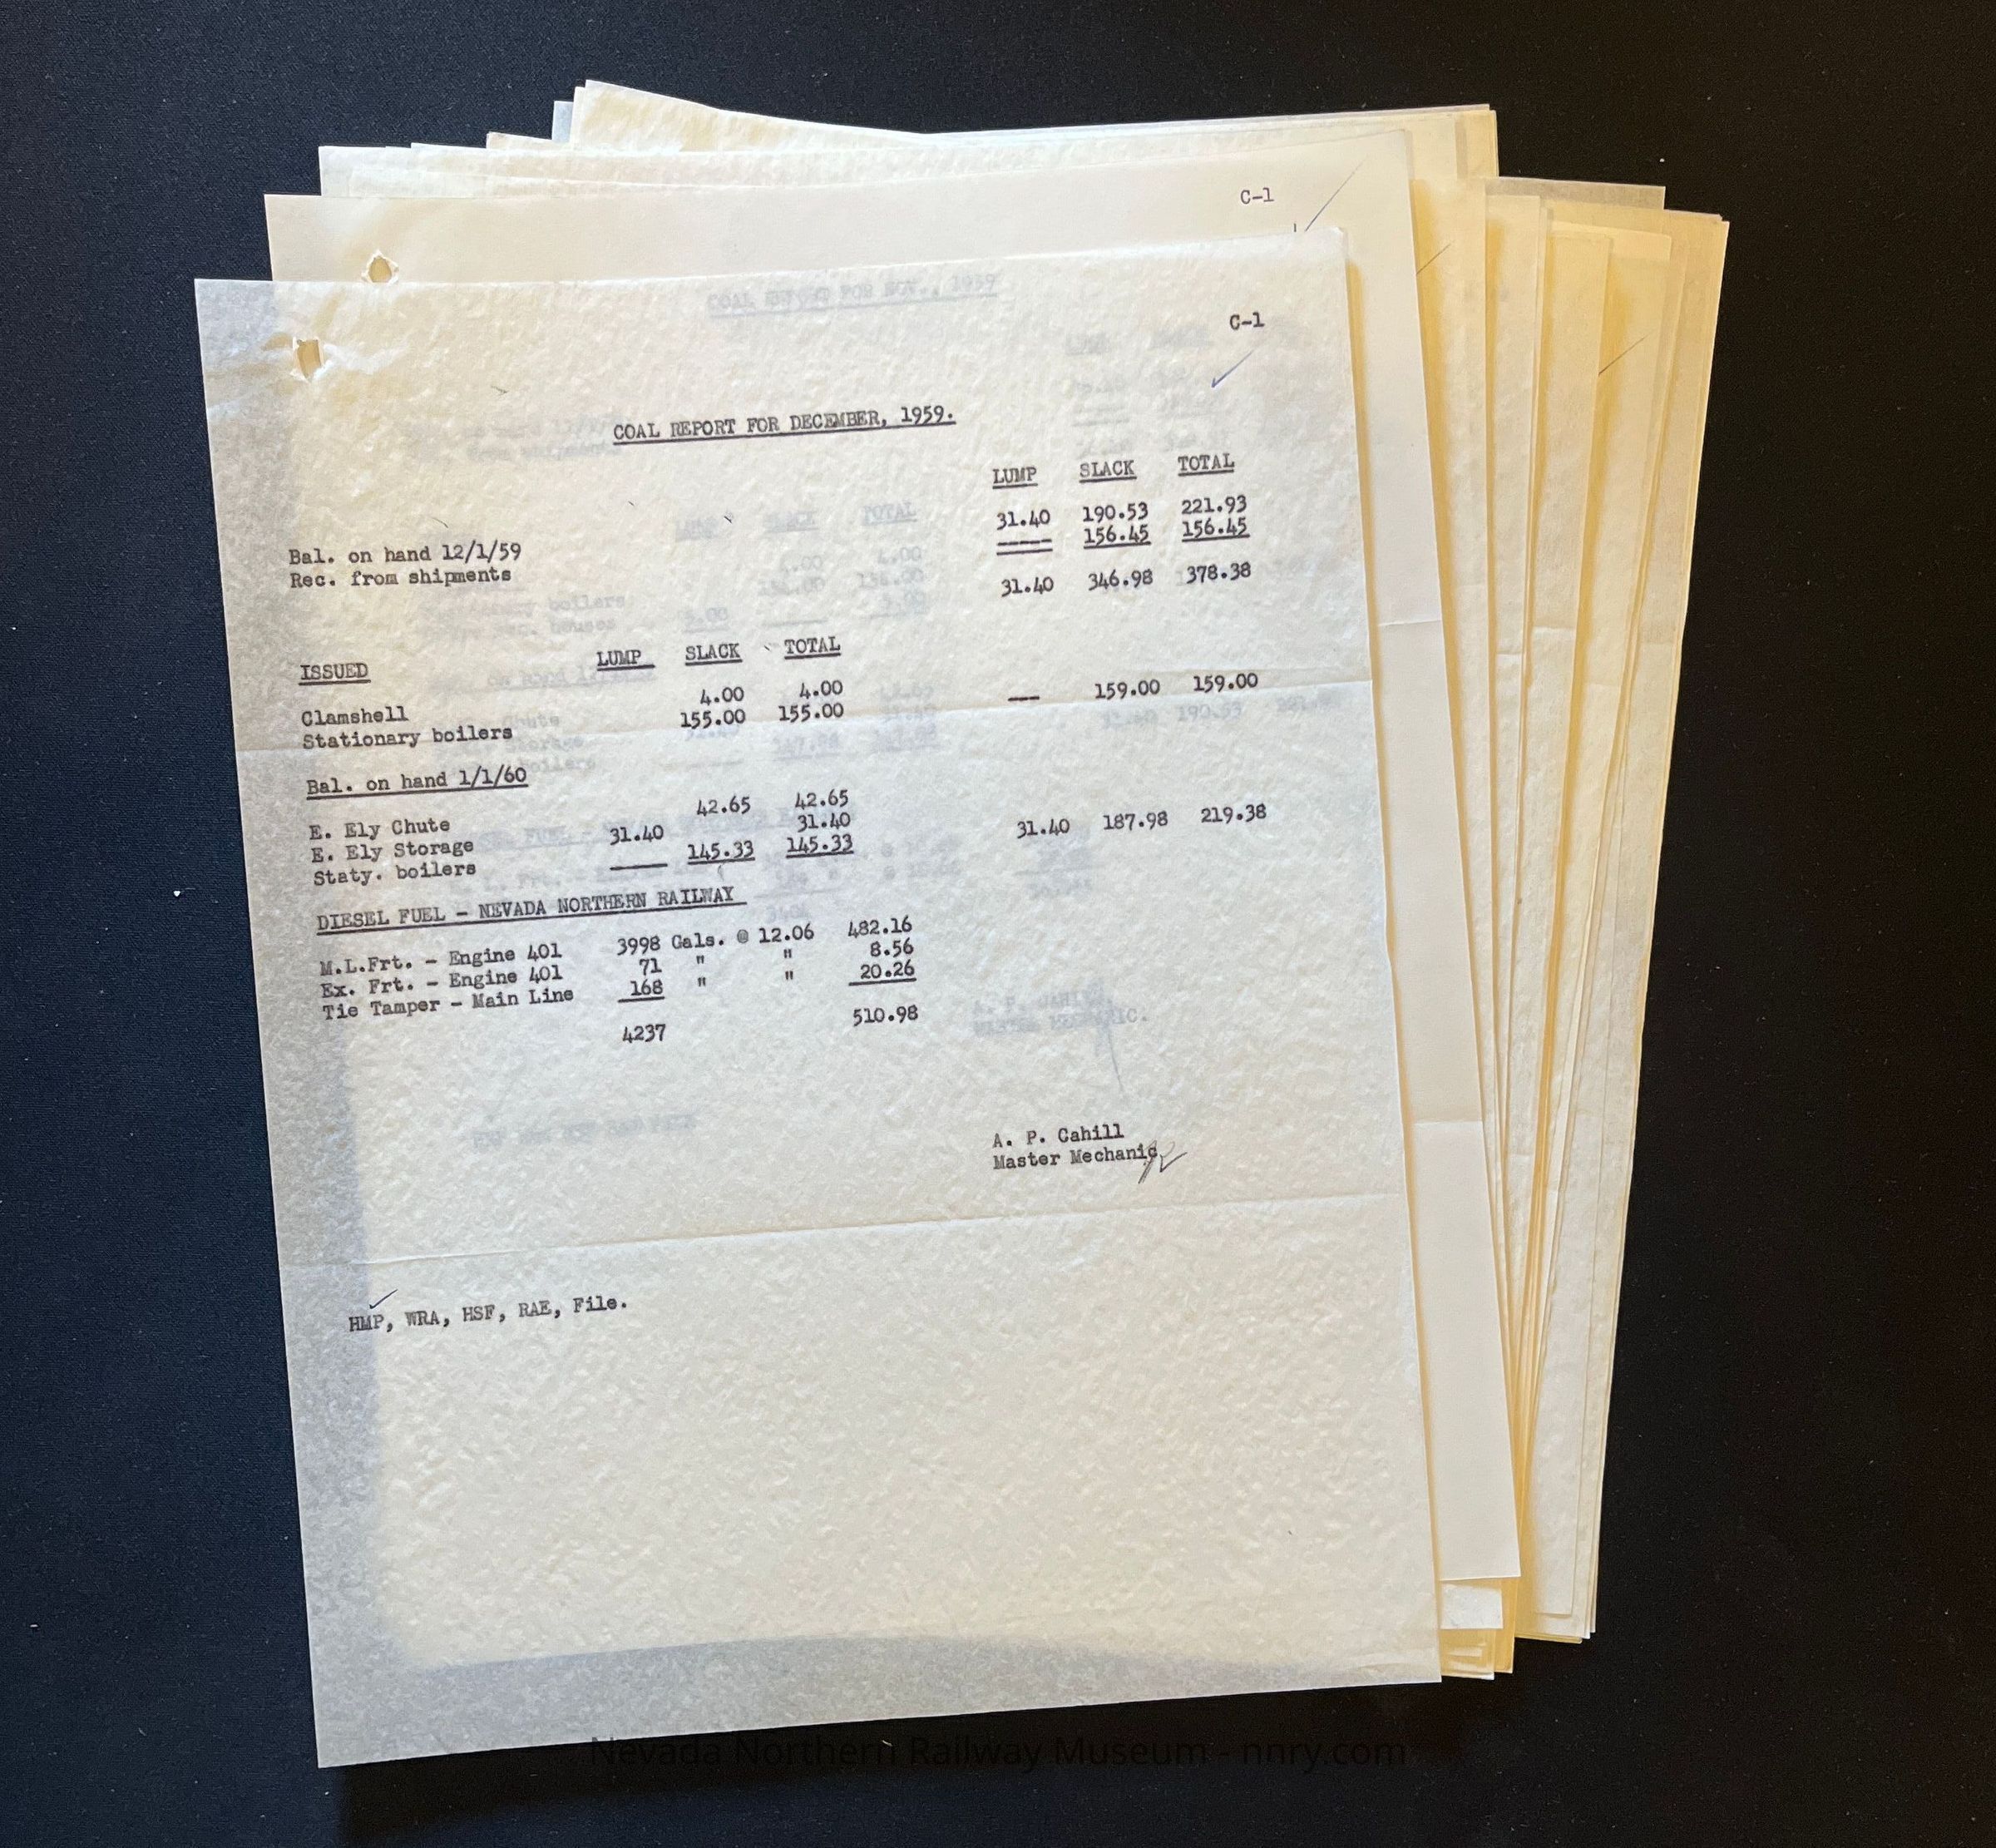 C-1
COAL REPORT FOR NOV., 1959
C-1
COAL REPORT FOR DECEMBER, 1959.
LUMP SLACK TOTAL
Bal. on hand 12/1/59 31.40 190.53 221.93
Rec. from shipments ----- 156.45 156.45
31.40 346.98 378.38
ISSUED LUMP SLACK TOTAL
Clamshell 4.00 4.00
Stationary boilers 155.00 155.00 --- 159.00 159.00
Bal. on hand 1/1/60
E. Ely Chute 42.65 42.65
E. Ely Storage 31.40 31.40
Staty. boilers _____ 145.33 145.33 31.40 187.98 219.38
DIESEL FUEL - NEVADA NORTHERN RAILWAY
M.L.Frt. - Engine 401 3998 Gals. @ 12.06 482.16
Ex. Frt. - Engine 401 71 " " 8.56
Tie Tamper - Main Line 168 " " 20.26
4237 510.98
A. P. Cahill
Master Mechanic
HMP, WRA, HSF, RAE, File.
Nevada Northern Railway Museum - nnry.com